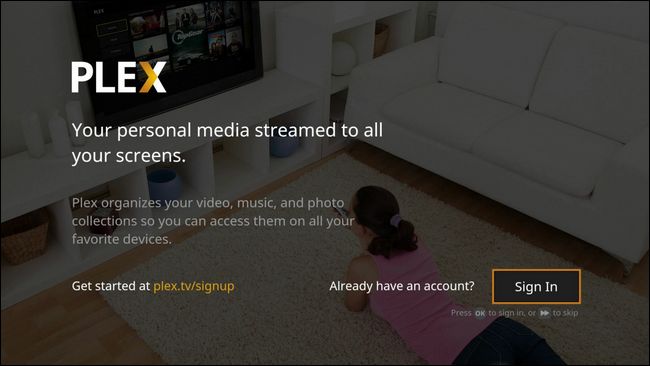 PLEX
Your personal media streamed to all
your screens.
Plex organizes your video, music, and photo
collections so you can access them on all your
favorite devices.
Get started at plex.tv/signup
Already have an account?
Sign In
Press OK to sign in, or ▶▶ to skip
TopGear